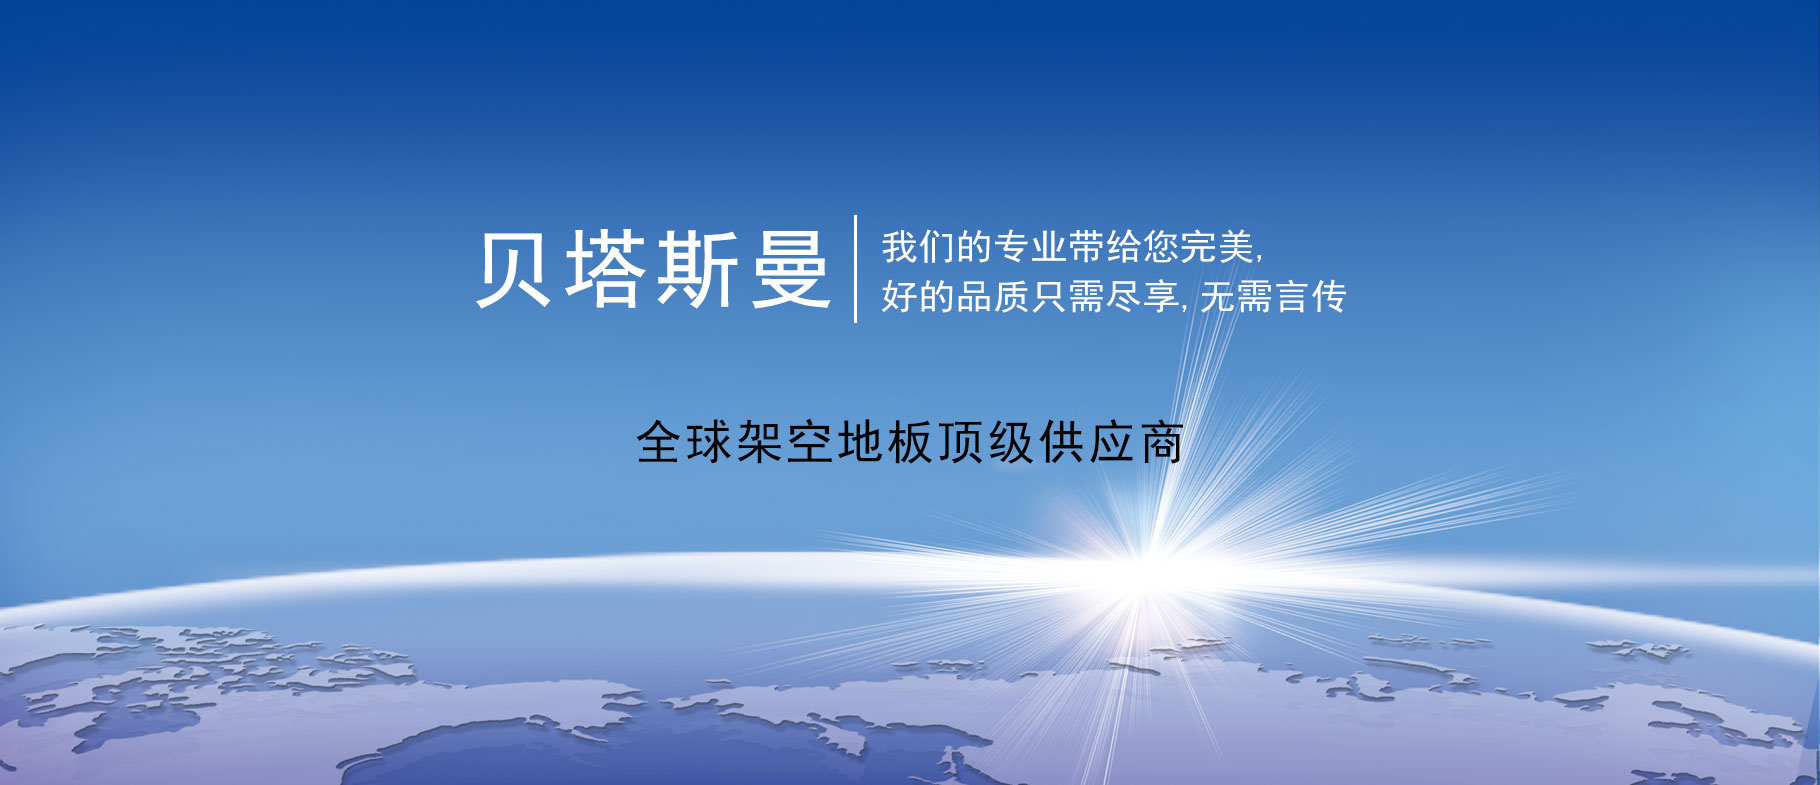 贝塔斯曼
我们的专业带给您完美,
好的品质只需尽享,无需言传
全球架空地板顶级供应商